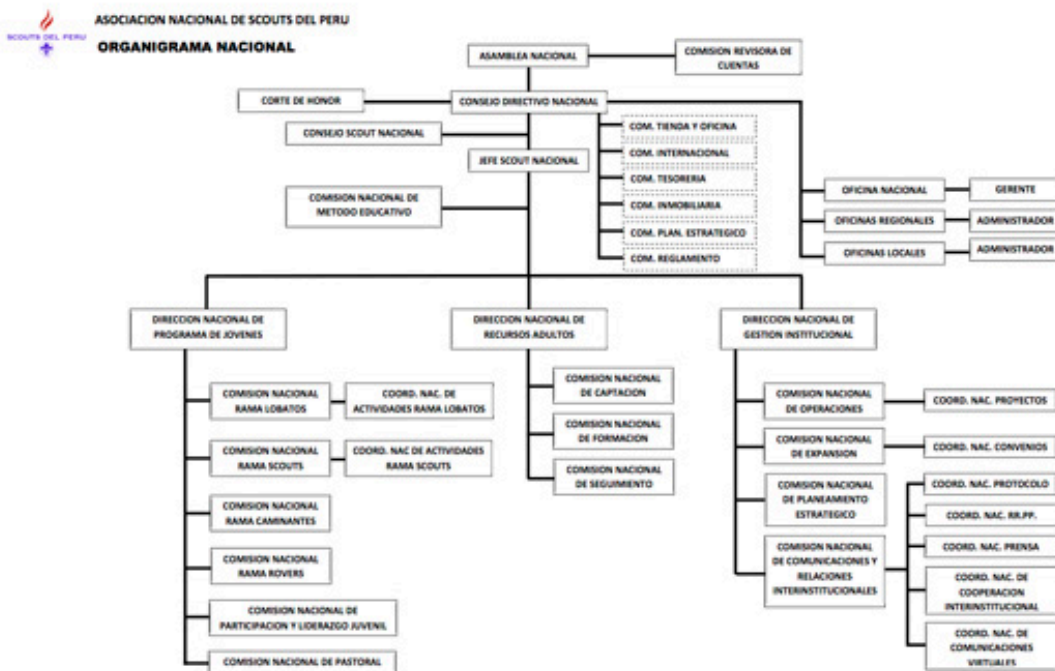 ASOCIACION NACIONAL DE SCOUTS DEL PERU
SCOUTS DEL PERU
ORGANIGRAMA NACIONAL
ASAMBLEA NACIONAL
COMISION REVISORA DE
CUENTAS
CORTE DE HONOR
CONSEJO DIRECTIVO NACIONAL
CONSEJO SCOUT NACIONAL
JEFE SCOUT NACIONAL
COMISION NACIONAL DE
METODO EDUCATIVO
COM. TIENDA Y OFICINA
COM. INTERNACIONAL
COM. TESORERIA
COM. INMOBILIARIA
COM. PLAN. ESTRATEGICO
COM. REGLAMENTO
OFICINA NACIONAL
GERENTE
OFICINAS REGIONALES
ADMINISTRADOR
OFICINAS LOCALES
ADMINISTRADOR
DIRECCION NACIONAL DE
PROGRAMA DE JOVENES
COMISION NACIONAL
RAMA LOBATOS
COORD. NAC. DE
ACTIVIDADES RAMA LOBATOS
COMISION NACIONAL
RAMA SCOUTS
COORD. NAC DE ACTIVIDADES
RAMA SCOUTS
COMISION NACIONAL
RAMA CAMINANTES
COMISION NACIONAL
RAMA ROVERS
COMISION NACIONAL DE
PARTICIPACION Y LIDERAZGO JUVENIL
COMISION NACIONAL DE PASTORAL
DIRECCION NACIONAL DE
RECURSOS ADULTOS
COMISION NACIONAL
DE CAPTACION
COMISION NACIONAL
DE FORMACION
COMISION NACIONAL
DE SEGUIMIENTO
DIRECCION NACIONAL DE
GESTION INSTITUCIONAL
COMISION NACIONAL
DE OPERACIONES
COORD. NAC. PROYECTOS
COMISION NACIONAL
DE EXPANSION
COORD. NAC. CONVENIOS
COMISION NACIONAL
DE PLANEAMIENTO
ESTRATEGICO
COMISION NACIONAL
DE COMUNICACIONES Y
RELACIONES
INTERINSTITUCIONALES
COORD. NAC. PROTOCOLO
COORD. NAC. RR.PP.
COORD. NAC. PRENSA
COORD. NAC. DE
COOPERACION
INTERINSTITUCIONAL
COORD. NAC. DE
COMUNICACIONES
VIRTUALES